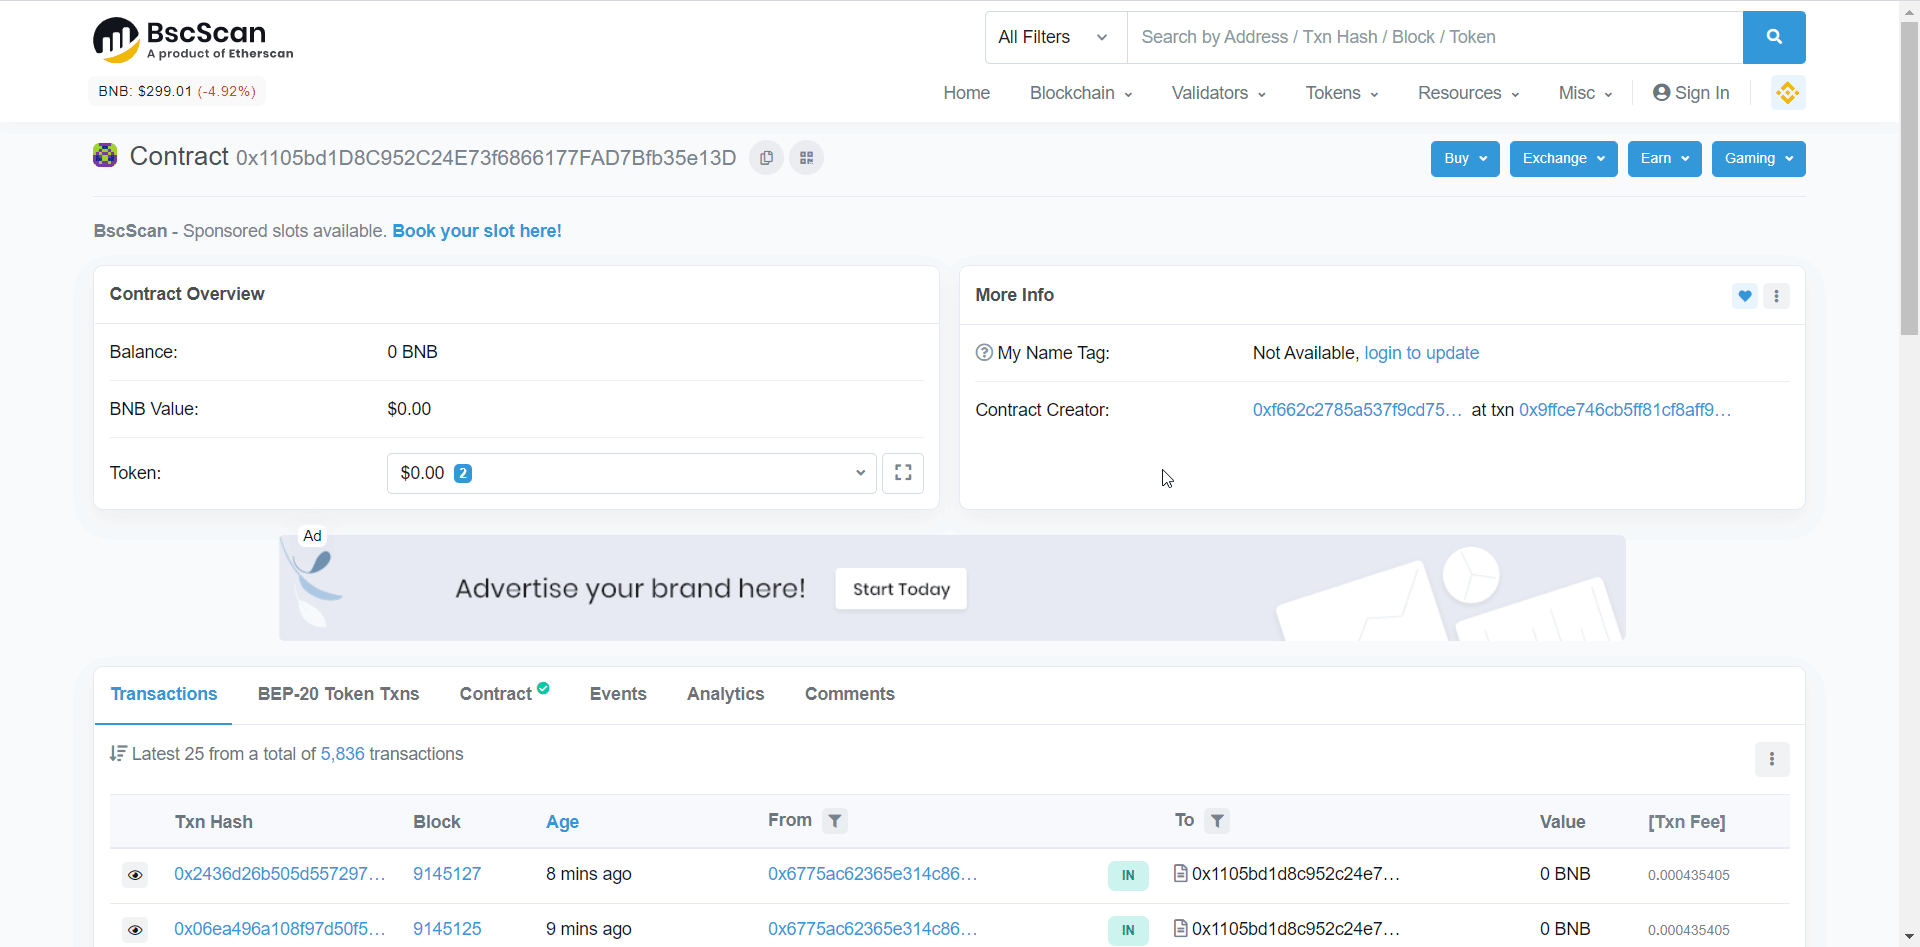 BscScan
A product of Etherscan
All Filters
Search by Address / Txn Hash / Block / Token
BNB: $299.01 (-4.92%)
Home Blockchain Validators Tokens Resources Misc Sign In
Contract 0x1105bd1D8C952C24E73f6866177FAD7Bfb35e13D
Buy Exchange Earn Gaming
BscScan - Sponsored slots available. Book your slot here!
Contract Overview
Balance: 0 BNB
BNB Value: $0.00
Token: $0.00 2
More Info
My Name Tag: Not Available, login to update
Contract Creator: 0xf662c2785a537f9cd75... at txn 0x9ffce746cb5ff81cf8aff9...
Ad
Advertise your brand here! Start Today
Transactions BEP-20 Token Txns Contract Events Analytics Comments
Latest 25 from a total of 5,836 transactions
Txn Hash Block Age From To Value [Txn Fee]
0x2436d26b505d557297... 9145127 8 mins ago 0x6775ac62365e314c86... IN 0x1105bd1d8c952c24e7... 0 BNB 0.000435405
0x06ea496a108f97d50f5... 9145125 9 mins ago 0x6775ac62365e314c86... IN 0x1105bd1d8c952c24e7... 0 BNB 0.000435405